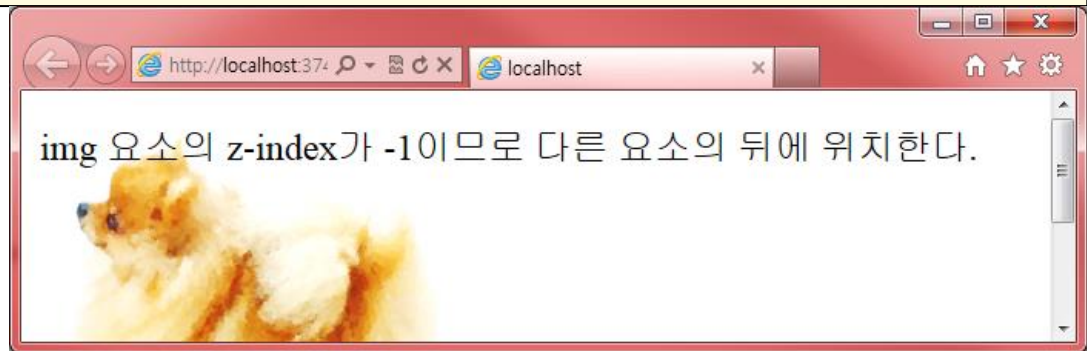 http://localhost:374
localhost
img 요소의 z-index가 -1이므로 다른 요소의 뒤에 위치한다.